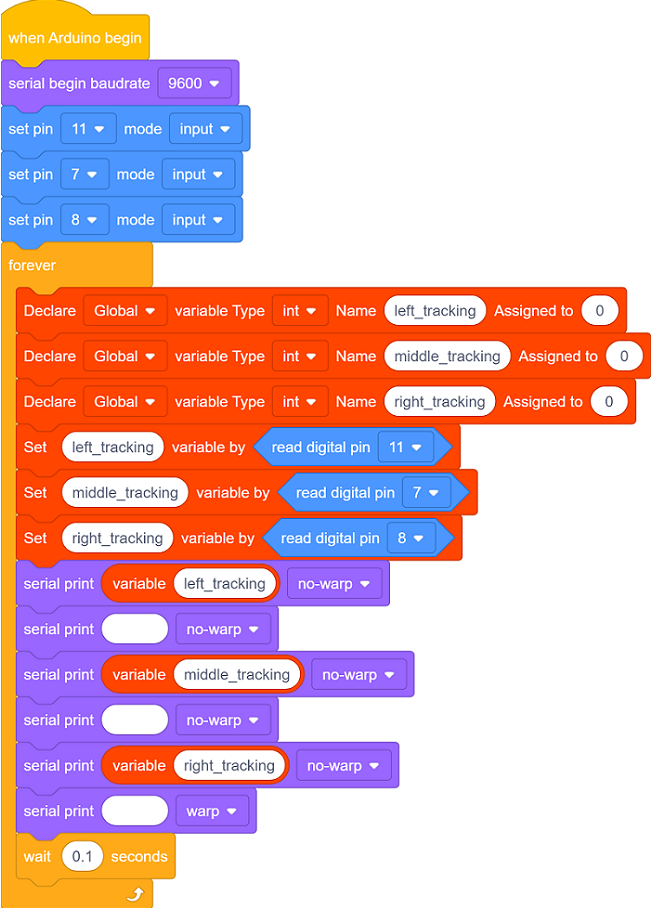 when Arduino begin
serial begin baudrate 9600
set pin 11 mode input
set pin 7 mode input
set pin 8 mode input
forever
Declare Global variable Type int Name left_tracking Assigned to 0
Declare Global variable Type int Name middle_tracking Assigned to 0
Declare Global variable Type int Name right_tracking Assigned to 0
Set left_tracking variable by read digital pin 11
Set middle_tracking variable by read digital pin 7
Set right_tracking variable by read digital pin 8
serial print variable left_tracking no-warp
serial print no-warp
serial print variable middle_tracking no-warp
serial print no-warp
serial print variable right_tracking no-warp
serial print warp
wait 0.1 seconds